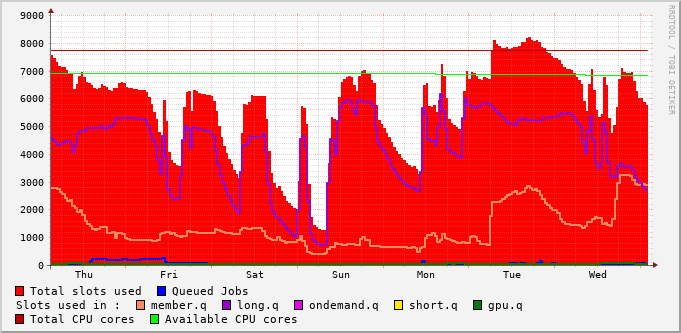 9000
8000
7000
6000
5000
4000
3000
2000
1000
0
Thu Fri Sat Sun Mon Tue Wed
RRDTOOL / TOBI OETIKER
Total slots used Queued Jobs
Slots used in : member.q long.q ondemand.q short.q gpu.q
Total CPU cores Available CPU cores